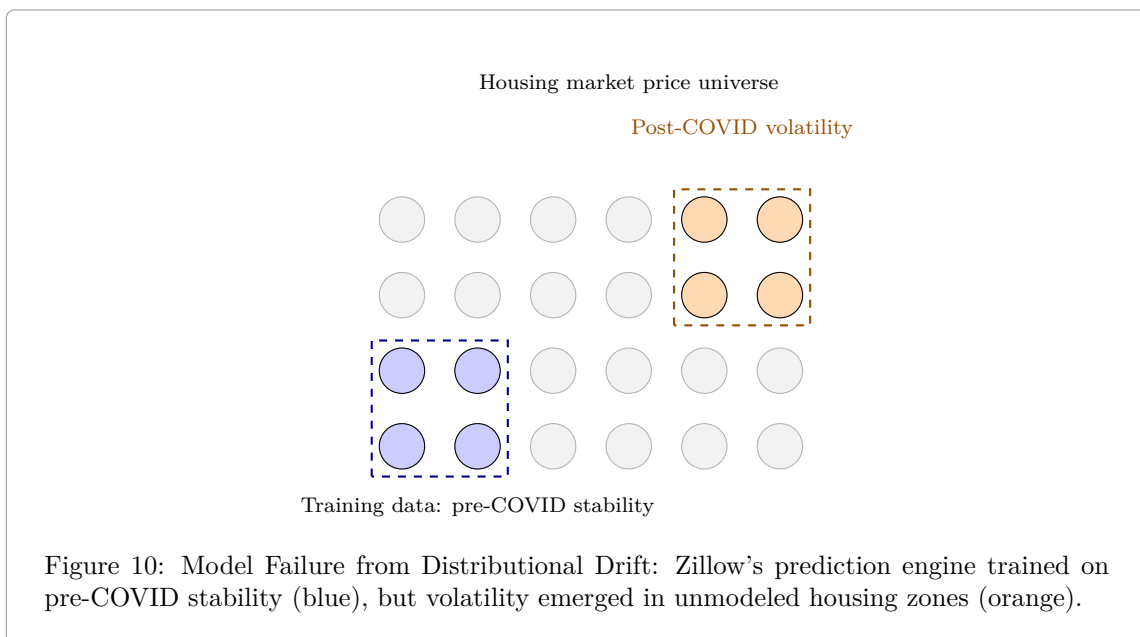 Housing market price universe
Post-COVID volatility
Training data: pre-COVID stability
Figure 10: Model Failure from Distributional Drift: Zillow's prediction engine trained on
pre-COVID stability (blue), but volatility emerged in unmodeled housing zones (orange).